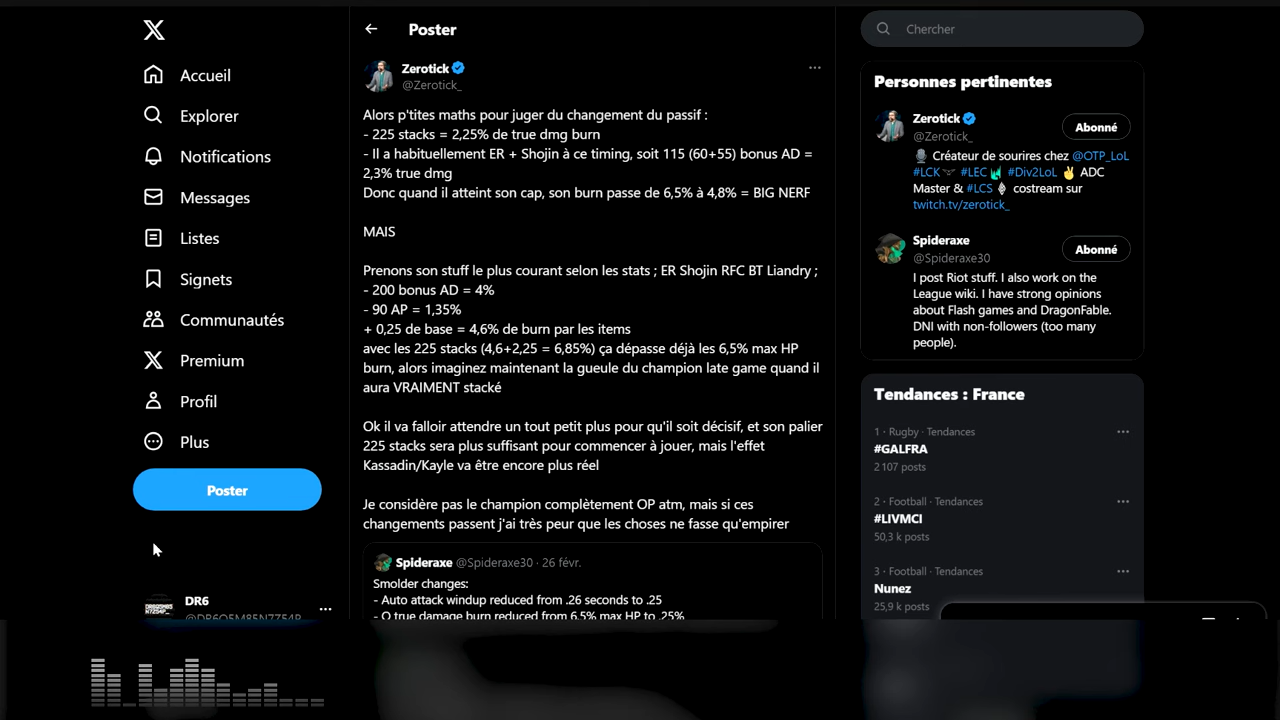 Accueil
Explorer
Notifications
Messages
Listes
Signets
Communautés
Premium
Profil
Plus
Poster
DR6
Poster
Zerotick
@Zerotick_
Alors p'tites maths pour juger du changement du passif :
- 225 stacks = 2,25% de true dmg burn
- Il a habituellement ER + Shojin à ce timing, soit 115 (60+55) bonus AD =
2,3% true dmg
Donc quand il atteint son cap, son burn passe de 6,5% à 4,8% = BIG NERF
MAIS
Prenons son stuff le plus courant selon les stats ; ER Shojin RFC BT Liandry ;
- 200 bonus AD = 4%
- 90 AP = 1,35%
+ 0,25 de base = 4,6% de burn par les items
avec les 225 stacks (4,6+2,25 = 6,85%) ça dépasse déjà les 6,5% max HP
burn, alors imaginez maintenant la gueule du champion late game quand il
aura VRAIMENT stacké
Ok il va falloir attendre un tout petit plus pour qu'il soit décisif, et son palier
225 stacks sera plus suffisant pour commencer à jouer, mais l'effet
Kassadin/Kayle va être encore plus réel
Je considère pas le champion complètement OP atm, mais si ces
changements passent j'ai très peur que les choses ne fasse qu'empirer
Spideraxe @Spideraxe30 · 26 févr.
Smolder changes:
- Auto attack windup reduced from .26 seconds to .25
- Q true damage burn reduced from 6.5% max HP to .25%
Chercher
Personnes pertinentes
Zerotick
@Zerotick_
Abonné
Créateur de sourires chez @OTP_LoL
#LCK #LEC #Div2LoL ADC
Master & #LCS costream sur
twitch.tv/zerotick_
Spideraxe
@Spideraxe30
Abonné
I post Riot stuff. I also work on the
League wiki. I have strong opinions
about Flash games and DragonFable.
DNI with non-followers (too many
people).
Tendances : France
1 · Rugby · Tendances
#GALFRA
2 107 posts
2 · Football · Tendances
#LIVMCI
50,3 k posts
3 · Football · Tendances
Nunez
25,9 k posts